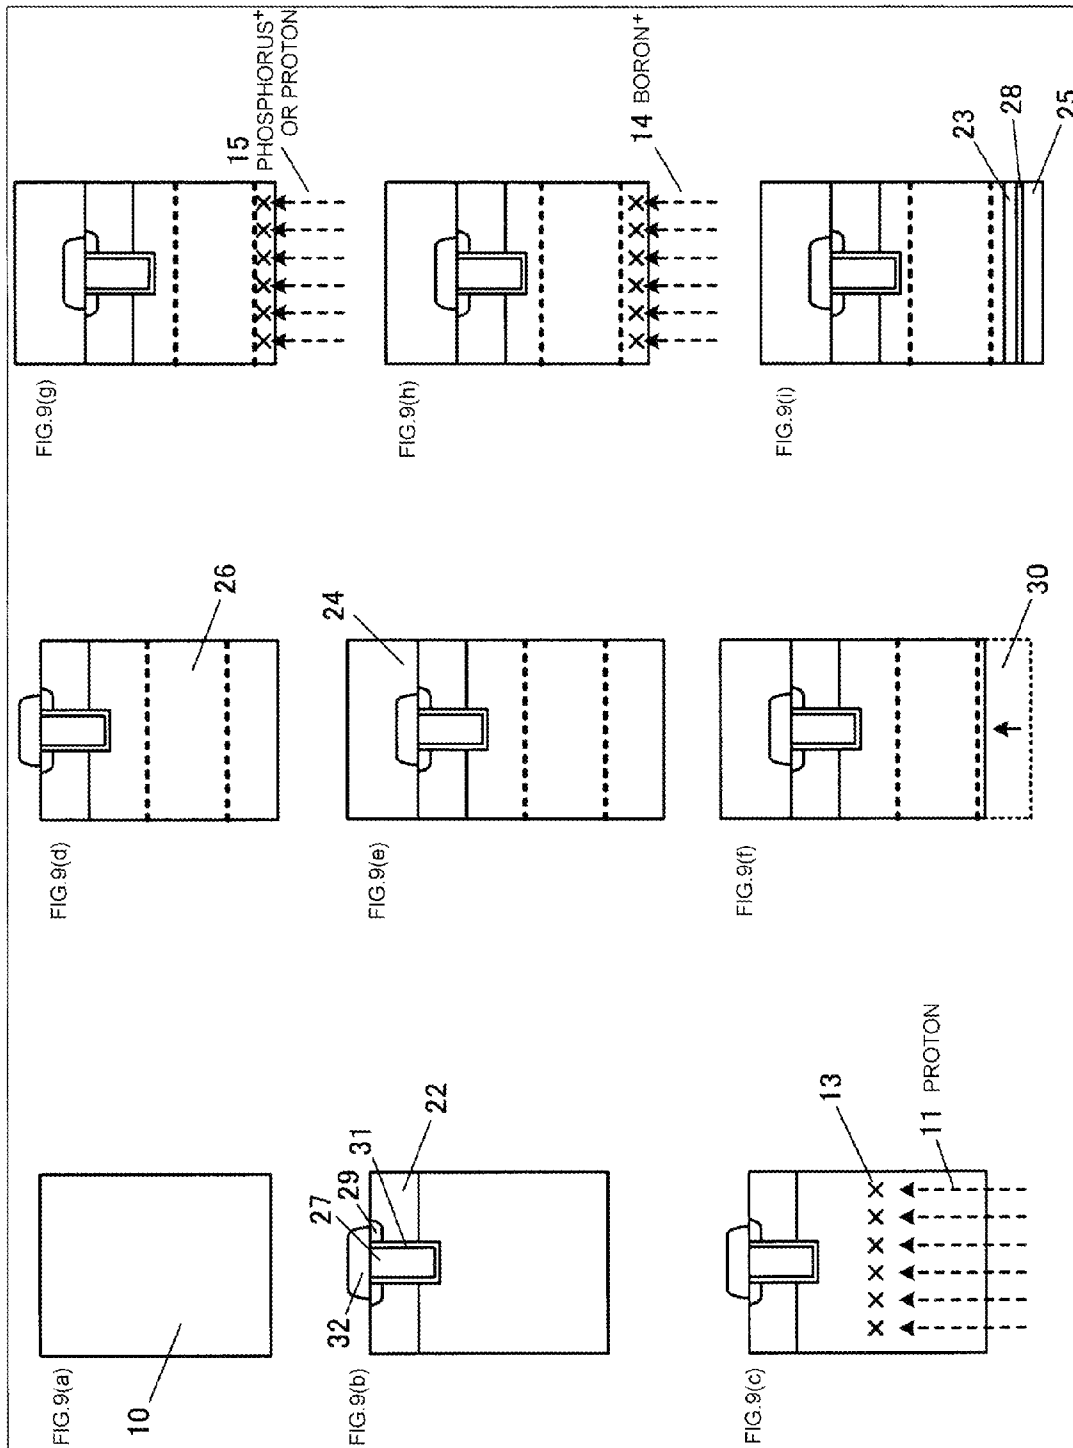 FIG.9(a)
10
FIG.9(b)
32
27
29
31
22
FIG.9(c)
13
11 PROTON
FIG.9(d)
26
FIG.9(e)
24
FIG.9(f)
30
FIG.9(g)
15
PHOSPHORUS+
OR PROTON
FIG.9(h)
14 BORON+
FIG.9(i)
23
28
25